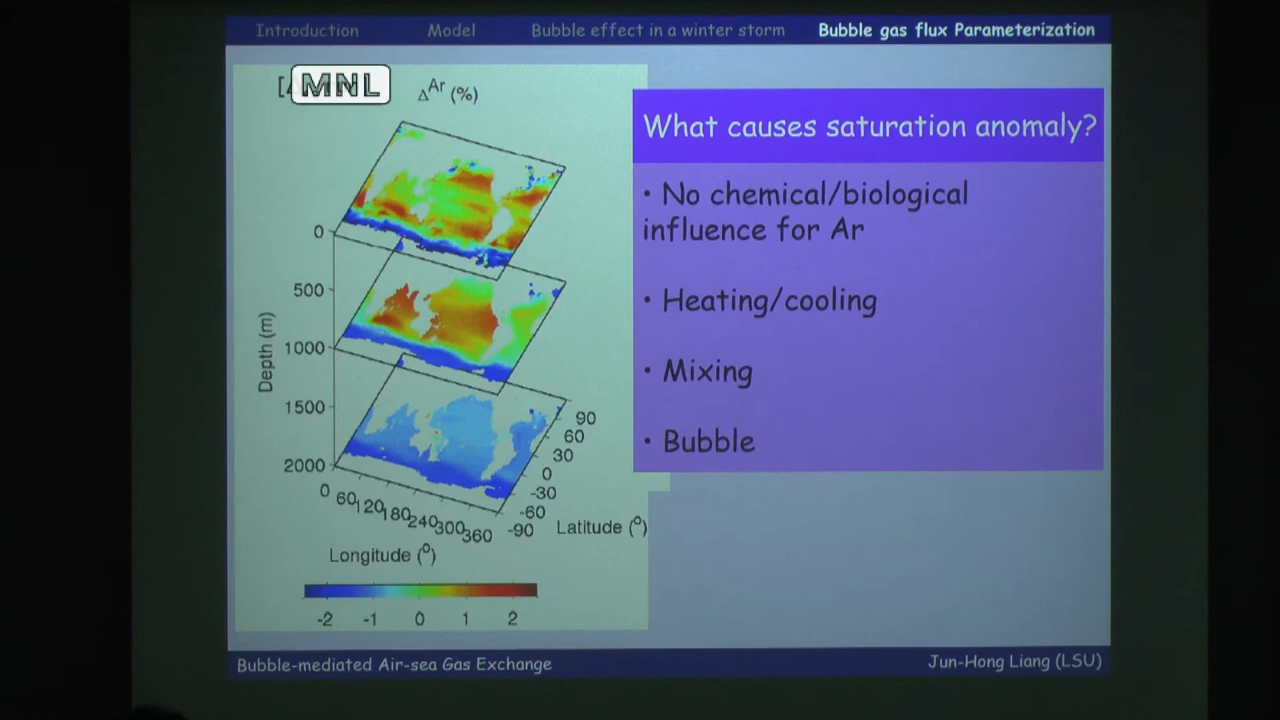 Introduction Model Bubble effect in a winter storm Bubble gas flux Parameterization
MNL
Δ^Ar (%)
What causes saturation anomaly?
• No chemical/biological
influence for Ar
• Heating/cooling
• Mixing
• Bubble
Depth (m)
0
500
1000
1500
2000
0 60 120 180 240 300 360
Longitude (°)
90
60
30
0
-30
-60
-90
Latitude (°)
-2 -1 0 1 2
Bubble-mediated Air-sea Gas Exchange
Jun-Hong Liang (LSU)